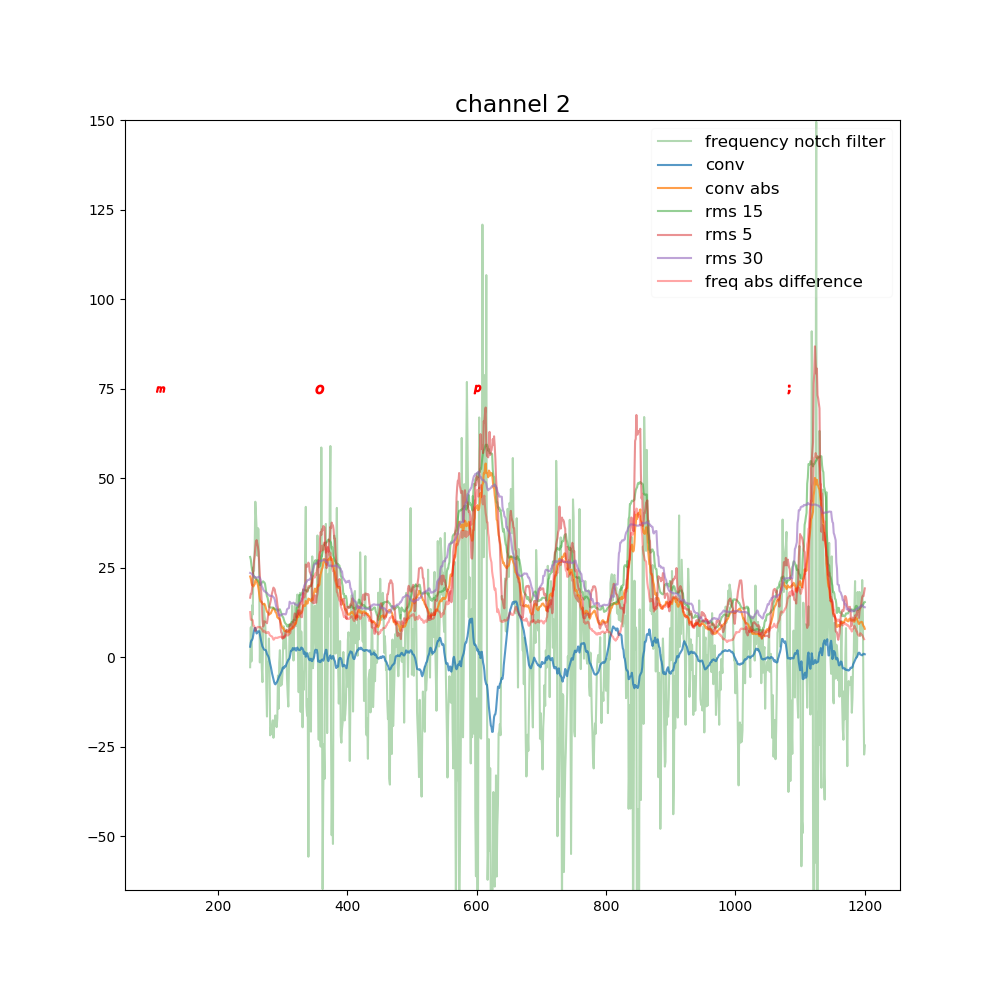 channel 2
150
125
100
75
50
25
0
−25
−50
frequency notch filter
conv
conv abs
rms 15
rms 5
rms 30
freq abs difference
m o p ;
200 400 600 800 1000 1200